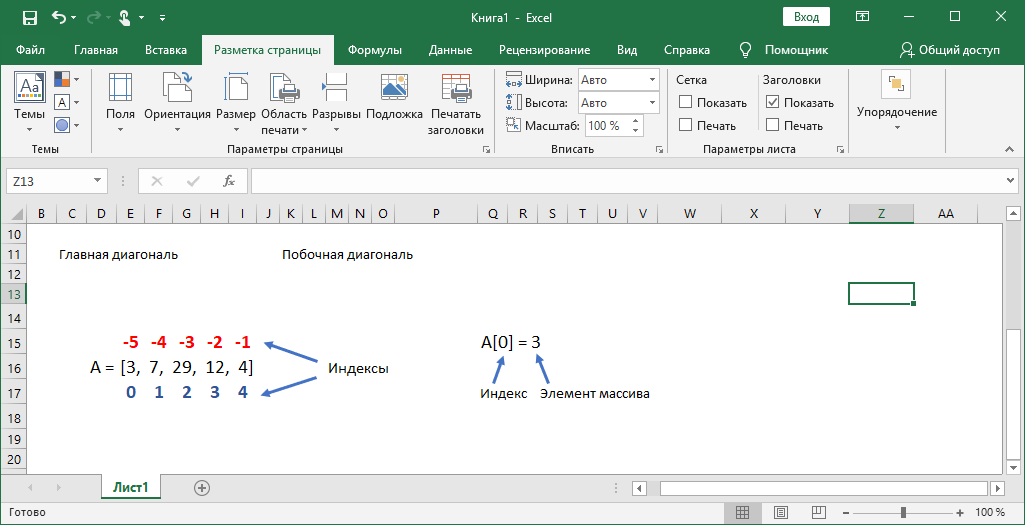 Книга1 - Excel
Вход
Файл Главная Вставка Разметка страницы Формулы Данные Рецензирование Вид Справка Помощник Общий доступ
Ширина: Авто Сетка Заголовки
Aa
A
Темы Поля Ориентация Размер Область печати Разрывы Подложка Печатать заголовки Высота: Авто Показать Показать Упорядочение
Масштаб: 100 % Печать Печать
Темы Параметры страницы Вписать Параметры листа
Z13 fx
B C D E F G H I J K L M N O P Q R S T U V W X Y Z AA
10
11 Главная диагональ Побочная диагональ
12
13
14
15 -5 -4 -3 -2 -1 A[0] = 3
16 A = [3, 7, 29, 12, 4] Индексы
17 0 1 2 3 4 Индекс Элемент массива
18
19
20
Лист1
Готово 100 %